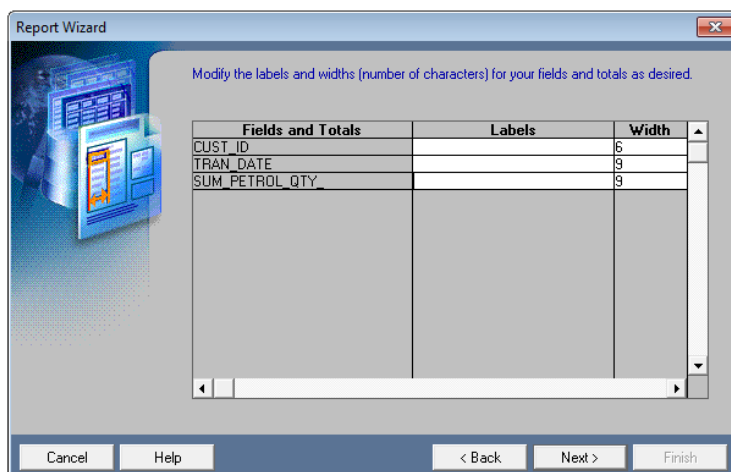 Report Wizard
Modify the labels and widths (number of characters) for your fields and totals as desired.
Fields and Totals Labels Width
CUST_ID 6
TRAN_DATE 9
SUM_PETROL_QTY_ 9
Cancel Help < Back Next > Finish